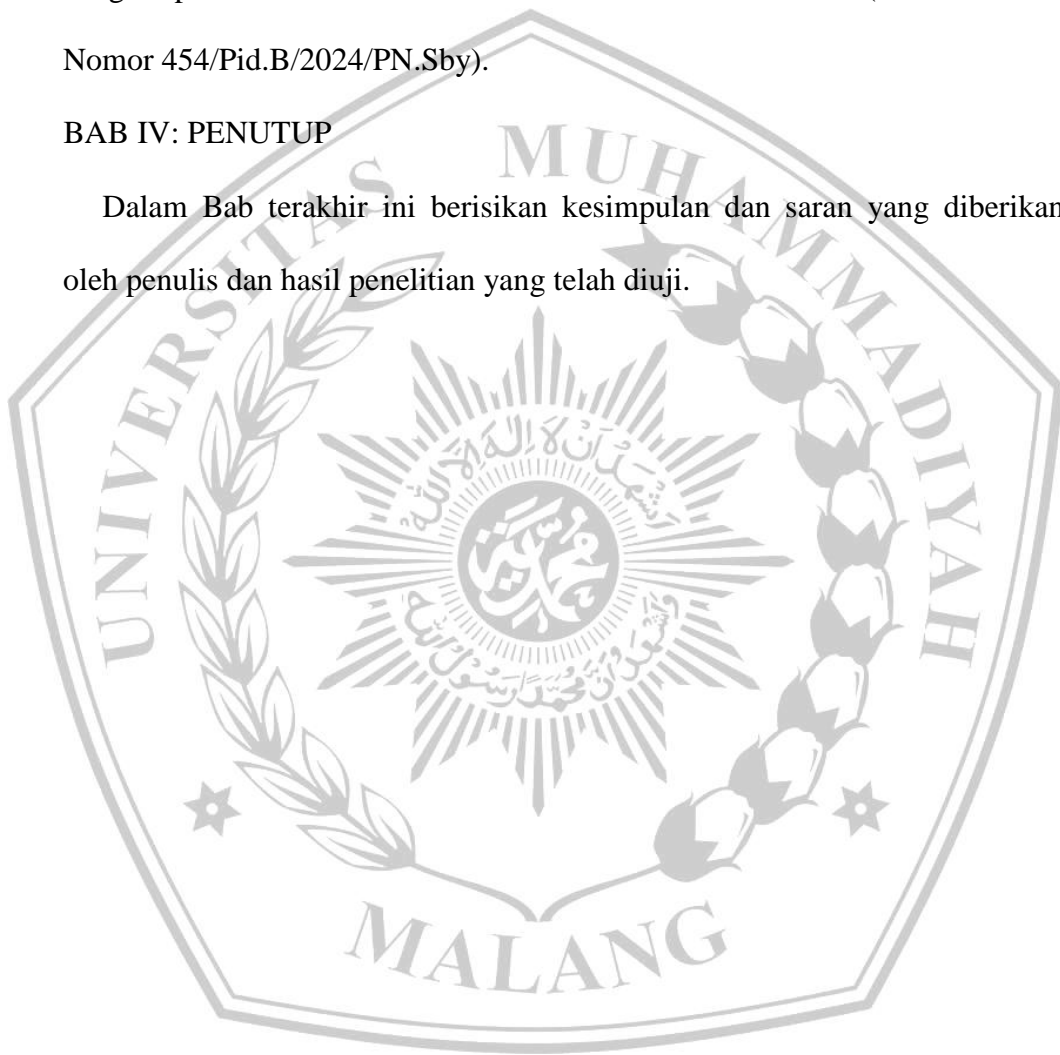 Nomor 454/Pid.B/2024/PN.Sby).
BAB IV: PENUTUP
Dalam Bab terakhir ini berisikan kesimpulan dan saran yang diberikan
oleh penulis dan hasil penelitian yang telah diuji.
UNIVERSITAS MUHAMMADIYAH
MALANG